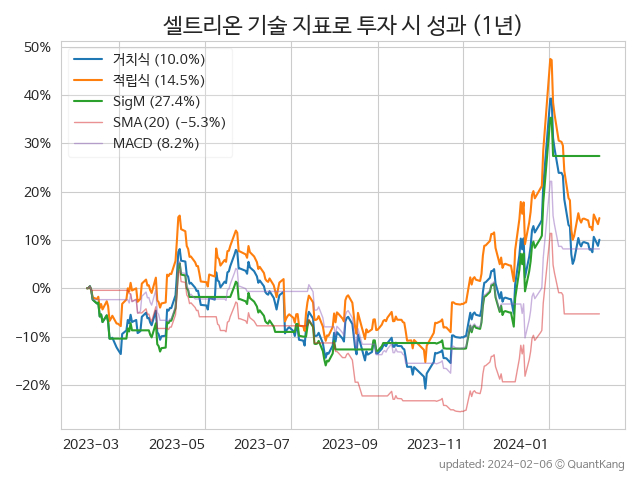 셀트리온 기술 지표로 투자 시 성과 (1년)
50%
40%
30%
20%
10%
0%
−10%
−20%
거치식 (10.0%)
적립식 (14.5%)
SigM (27.4%)
SMA(20) (−5.3%)
MACD (8.2%)
2023-03
2023-05
2023-07
2023-09
2023-11
2024-01
updated: 2024-02-06 © QuantKang